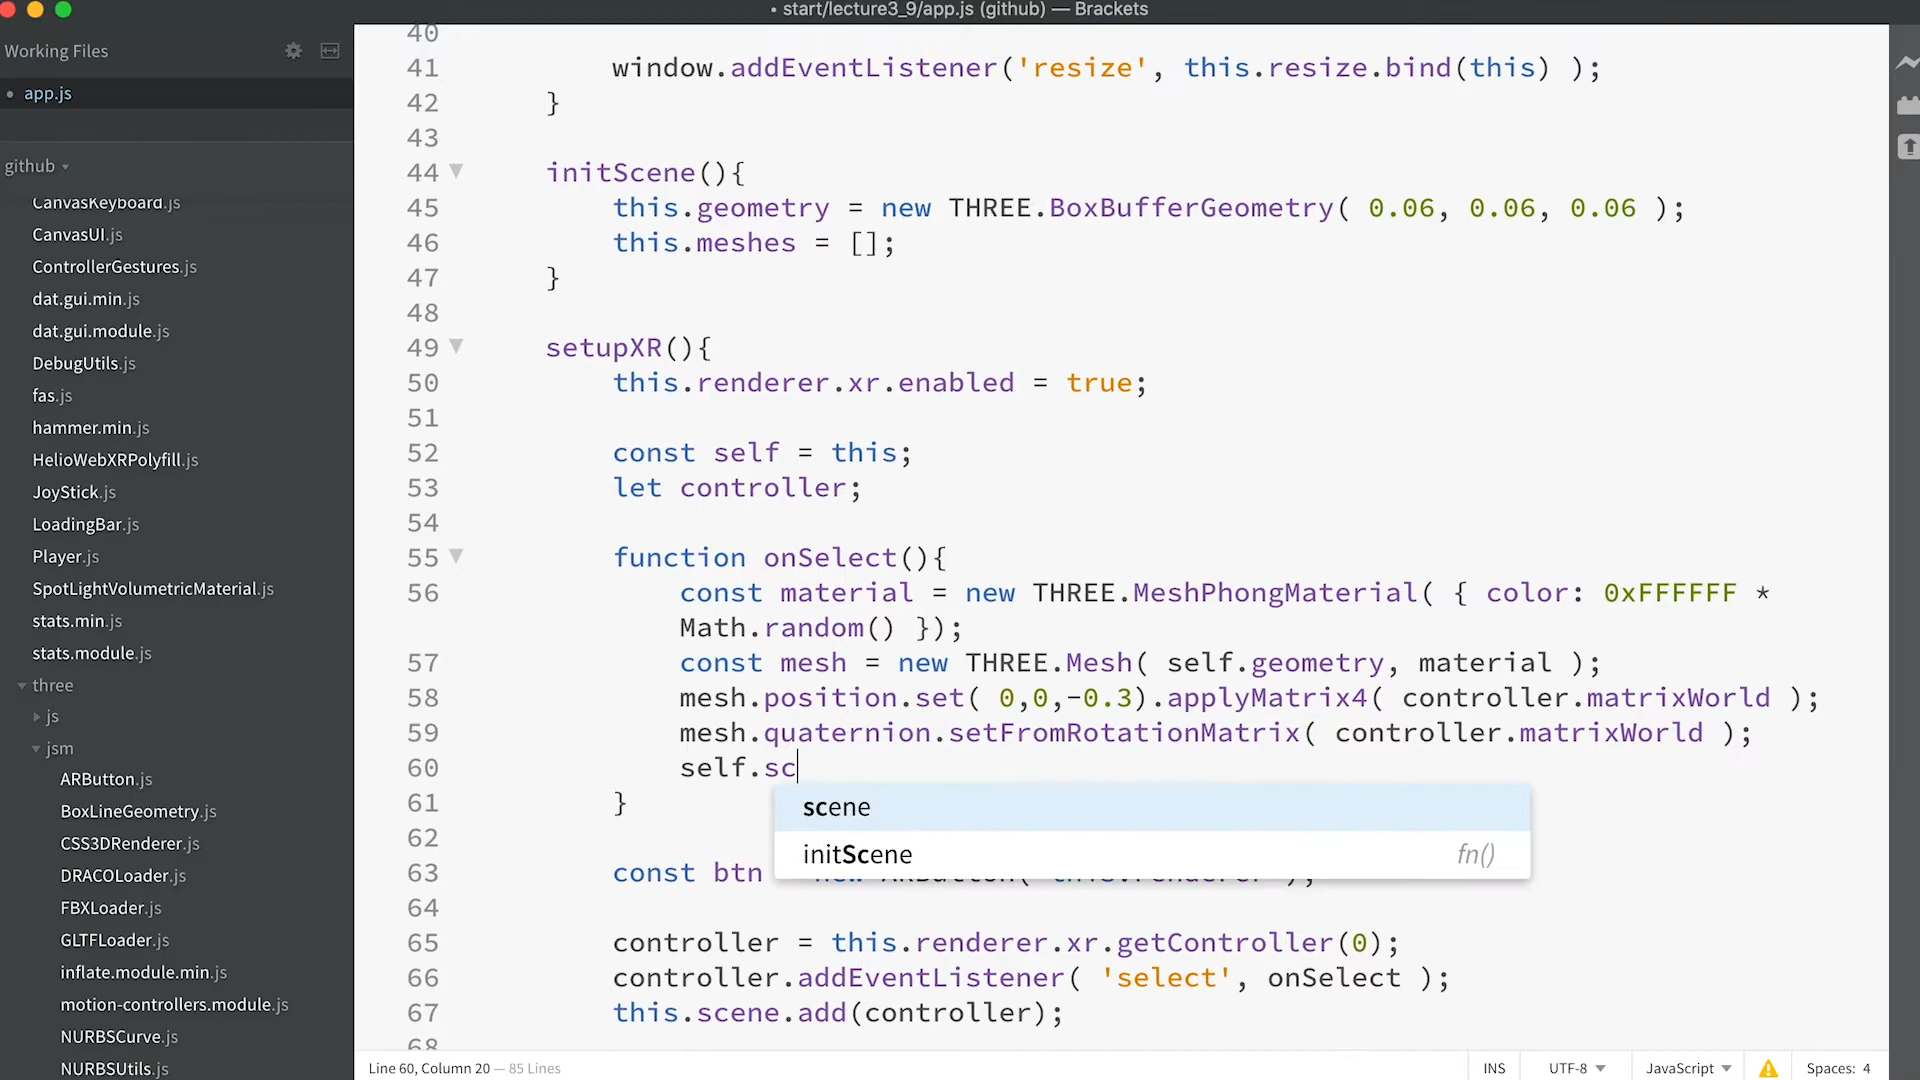 • start/lecture3_9/app.js (github) — Brackets
Working Files
• app.js
github
CanvasKeyboard.js
CanvasUI.js
ControllerGestures.js
dat.gui.min.js
dat.gui.module.js
DebugUtils.js
fas.js
hammer.min.js
HelioWebXRPolyfill.js
JoyStick.js
LoadingBar.js
Player.js
SpotLightVolumetricMaterial.js
stats.min.js
stats.module.js
three
js
jsm
ARButton.js
BoxLineGeometry.js
CSS3DRenderer.js
DRACOLoader.js
FBXLoader.js
GLTFLoader.js
inflate.module.min.js
motion-controllers.module.js
NURBSCurve.js
NURBSUtils.js
40
41 window.addEventListener('resize', this.resize.bind(this) );
42 }
43
44 initScene(){
45 this.geometry = new THREE.BoxBufferGeometry( 0.06, 0.06, 0.06 );
46 this.meshes = [];
47 }
48
49 setupXR(){
50 this.renderer.xr.enabled = true;
51
52 const self = this;
53 let controller;
54
55 function onSelect(){
56 const material = new THREE.MeshPhongMaterial( { color: 0xFFFFFF *
Math.random() });
57 const mesh = new THREE.Mesh( self.geometry, material );
58 mesh.position.set( 0,0,-0.3).applyMatrix4( controller.matrixWorld );
59 mesh.quaternion.setFromRotationMatrix( controller.matrixWorld );
60 self.sc
scene
initScene fn()
61 }
62
63 const btn
64
65 controller = this.renderer.xr.getController(0);
66 controller.addEventListener( 'select', onSelect );
67 this.scene.add(controller);
68
Line 60, Column 20 — 85 Lines
INS UTF-8 JavaScript Spaces: 4